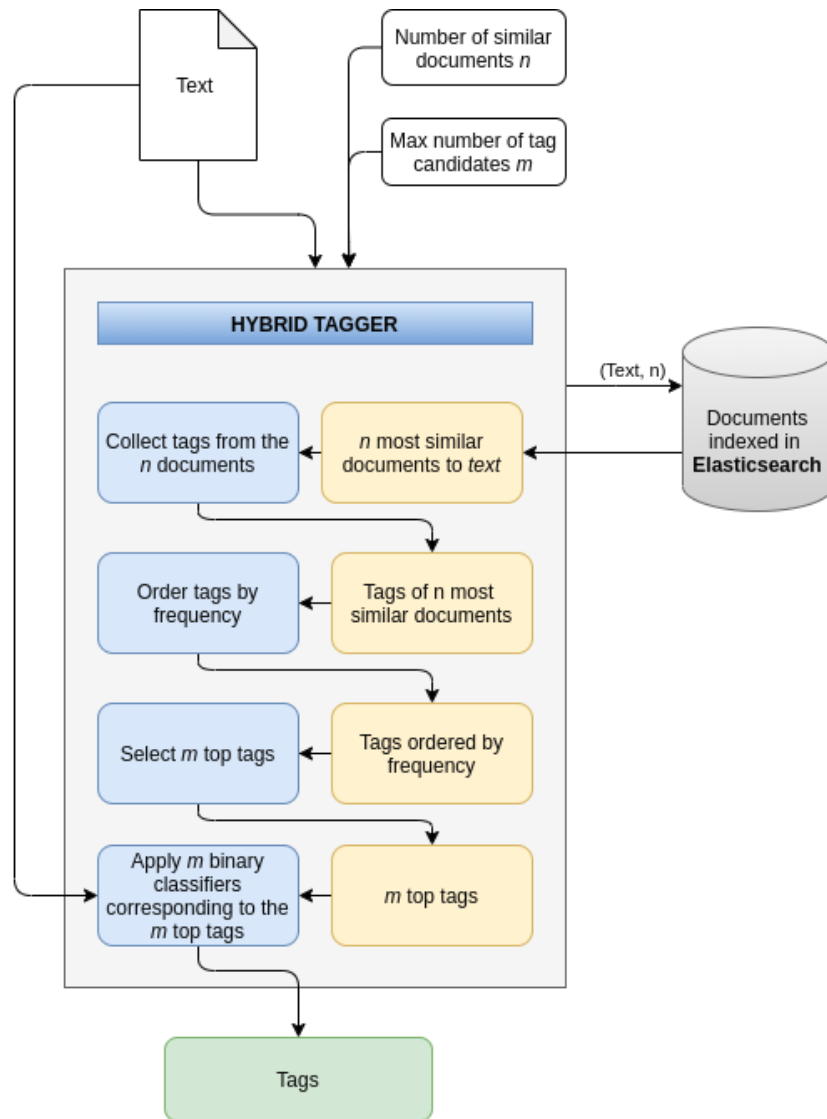 Text
Number of similar
documents n
Max number of tag
candidates m
HYBRID TAGGER
(Text, n)
Documents
indexed in
Elasticsearch
Collect tags from the
n documents
n most similar
documents to text
Order tags by
frequency
Tags of n most
similar documents
Select m top tags
Tags ordered by
frequency
Apply m binary
classifiers
corresponding to the
m top tags
m top tags
Tags